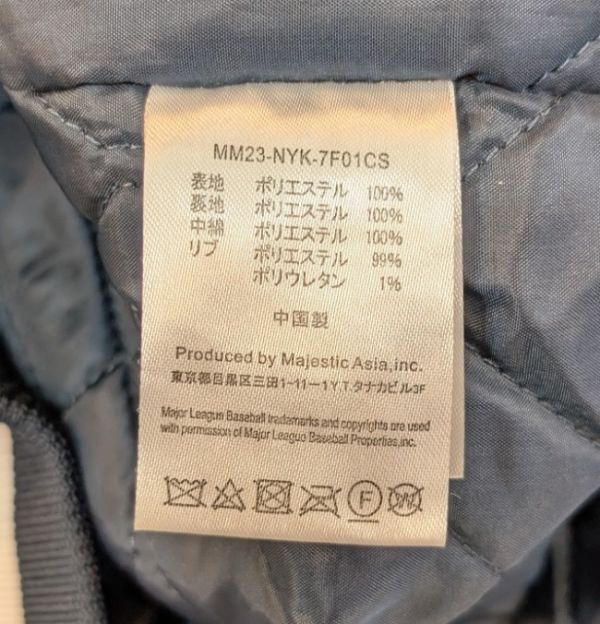 MM23-NYK-7F01CS
表地 ポリエステル 100%
裏地 ポリエステル 100%
中綿 ポリエステル 100%
リブ ポリエステル 99%
ポリウレタン 1%
中国製
Produced by Majestic Asia,inc.
東京都目黒区三田1-11-1Y.T.タナカビル3F
Major League Baseball trademarks and copyrights are used
with permission of Major League Baseball Properties,inc.
F
W